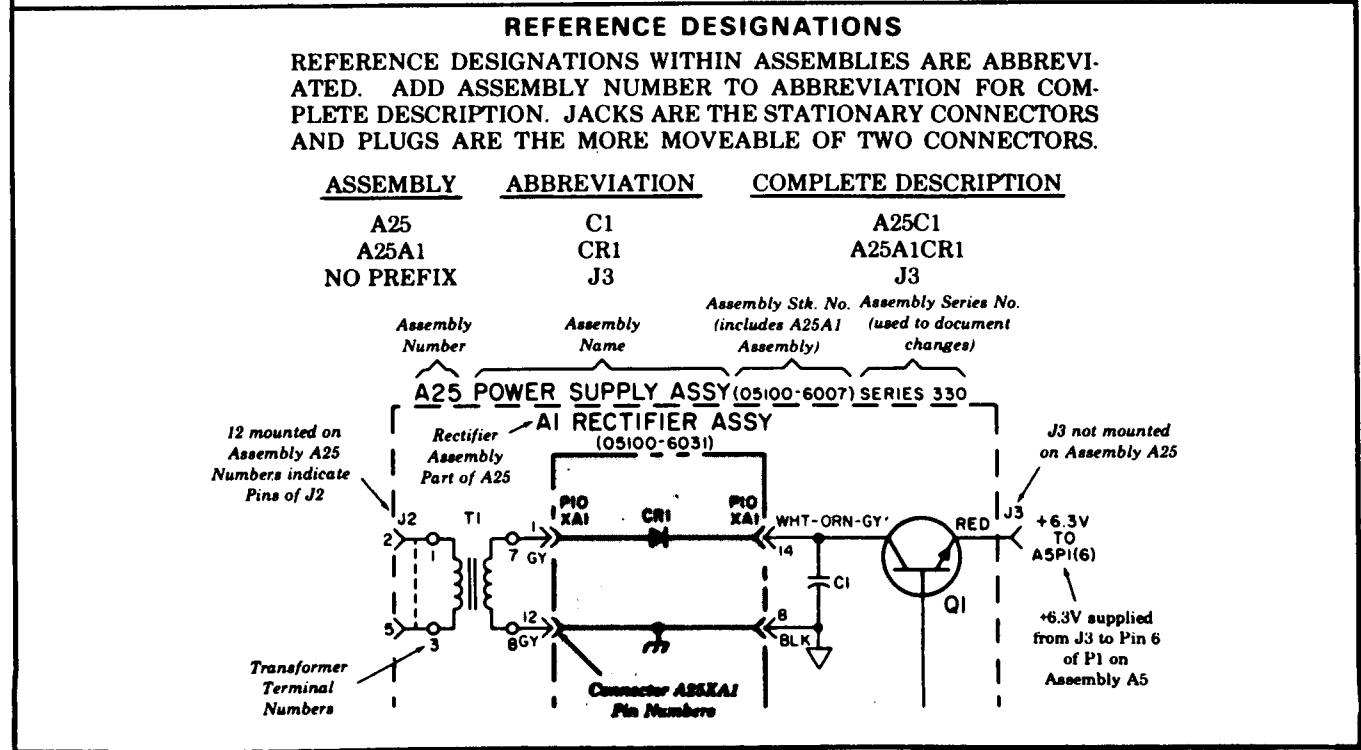 REFERENCE DESIGNATIONS
REFERENCE DESIGNATIONS WITHIN ASSEMBLIES ARE ABBREVI-
ATED. ADD ASSEMBLY NUMBER TO ABBREVIATION FOR COM-
PLETE DESCRIPTION. JACKS ARE THE STATIONARY CONNECTORS
AND PLUGS ARE THE MORE MOVEABLE OF TWO CONNECTORS.
ASSEMBLY ABBREVIATION COMPLETE DESCRIPTION
A25 C1 A25C1
A25A1 CR1 A25A1CR1
NO PREFIX J3 J3
Assembly Number
Assembly Name
Assembly Stk. No. (includes A25A1 Assembly)
Assembly Series No. (used to document changes)
A25 POWER SUPPLY ASSY (05100-6007) SERIES 330
A1 RECTIFIER ASSY
(05100-6031)
12 mounted on
Assembly A25
Numbers indicate
Pins of J2
Rectifier
Assembly
Part of A25
J3 not mounted
on Assembly A25
J2 T1 1 P10 XA1 CR1 P10 XA1 WHT-ORN-GY RED J3
2 1 7 GY 14
+6.3V
TO
A5P1(6)
C1
Q1
5 3 8 GY 12 8 BLK
+6.3V supplied
from J3 to Pin 6
of P1 on
Assembly A5
Transformer
Terminal
Numbers
Connector A25XA1
Pin Numbers